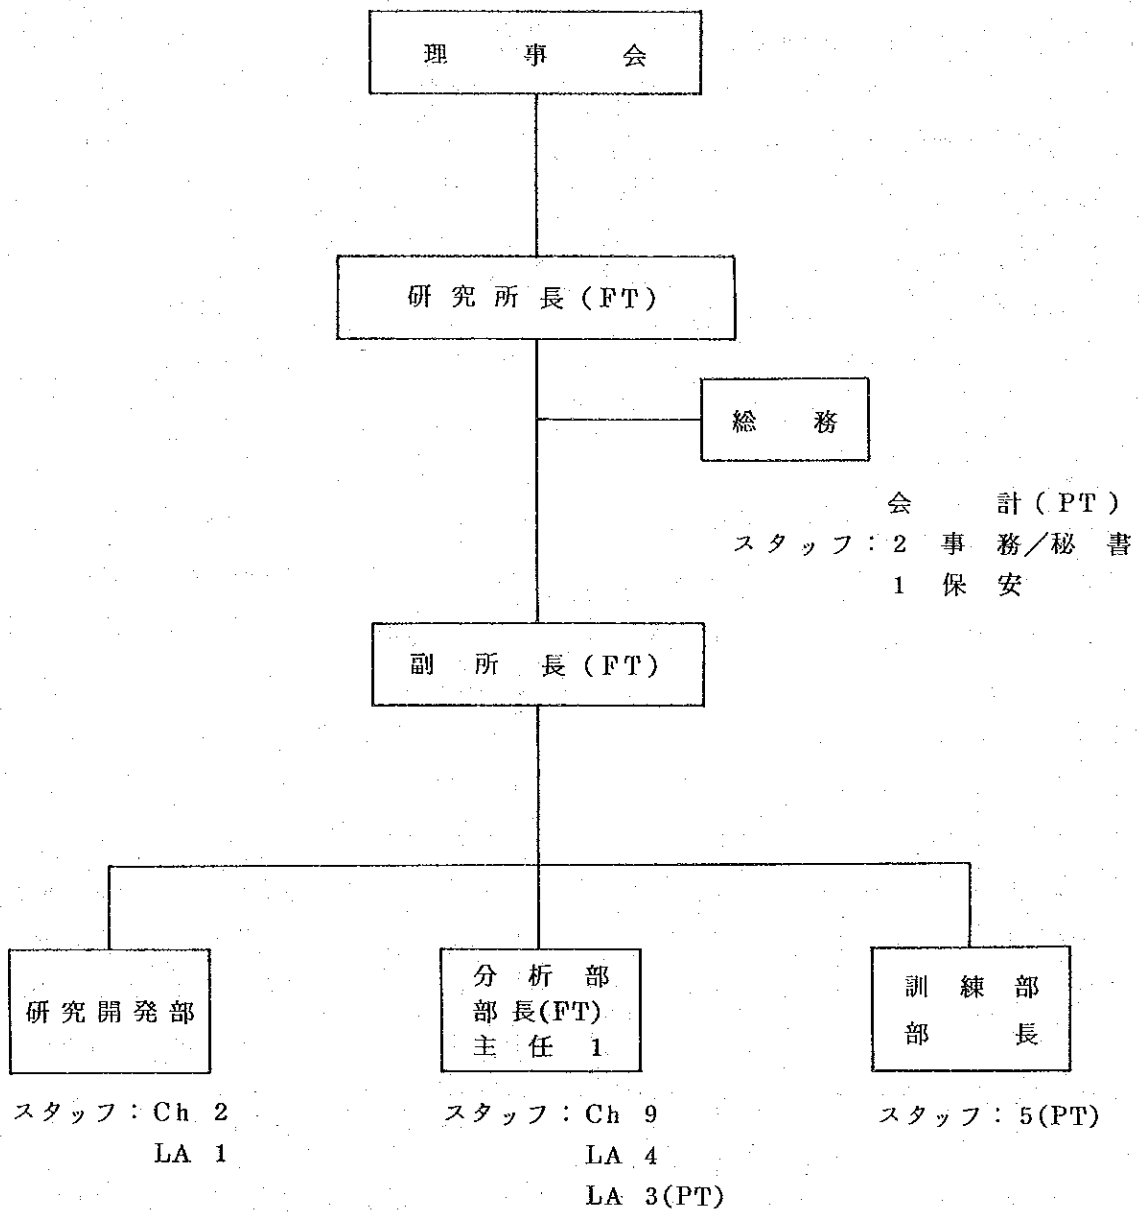 理事会
研究所長(FT)
総務
会計(PT)
スタッフ：2 事務／秘書
1 保安
副所長(FT)
研究開発部
スタッフ：Ch 2
LA 1
分析部
部長(FT)
主任 1
スタッフ：Ch 9
LA 4
LA 3(PT)
訓練部
部長
スタッフ：5(PT)